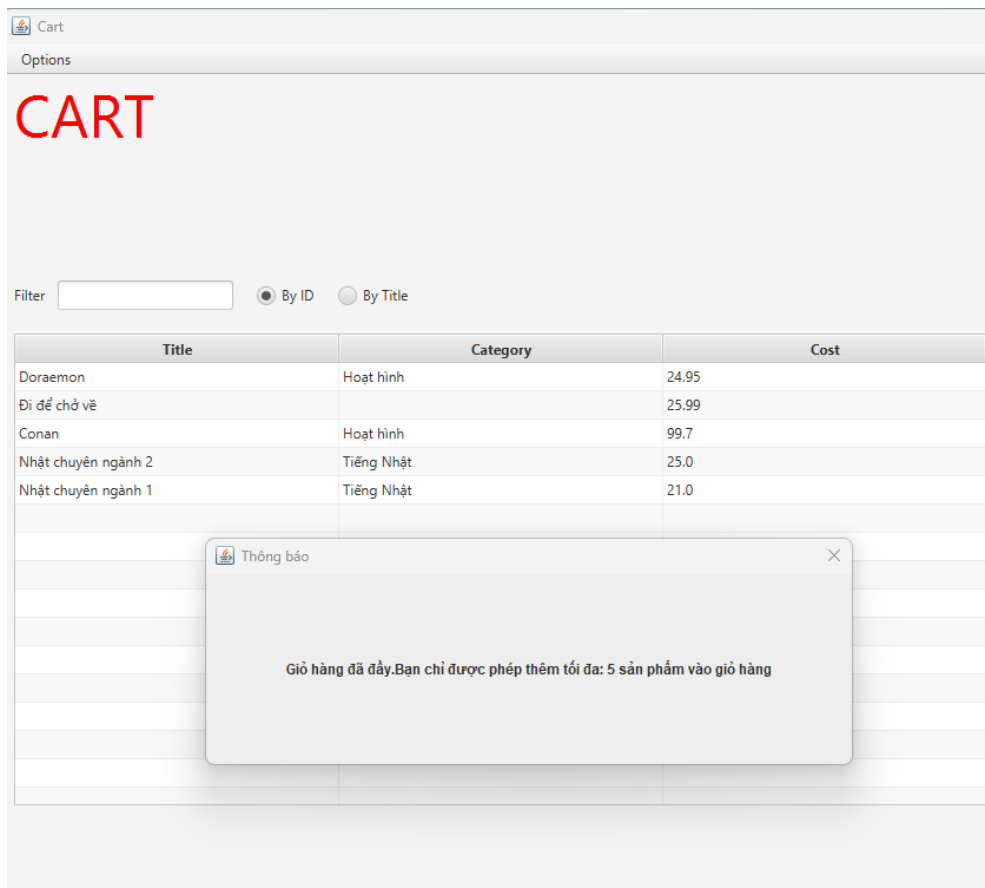 Cart
Options
CART
Filter By ID By Title
Title Category Cost
Doraemon Hoạt hình 24.95
Đi để chở về 25.99
Conan Hoạt hình 99.7
Nhật chuyên ngành 2 Tiếng Nhật 25.0
Nhật chuyên ngành 1 Tiếng Nhật 21.0
Thông báo
Giỏ hàng đã đầy.Bạn chỉ được phép thêm tối đa: 5 sản phẩm vào giỏ hàng